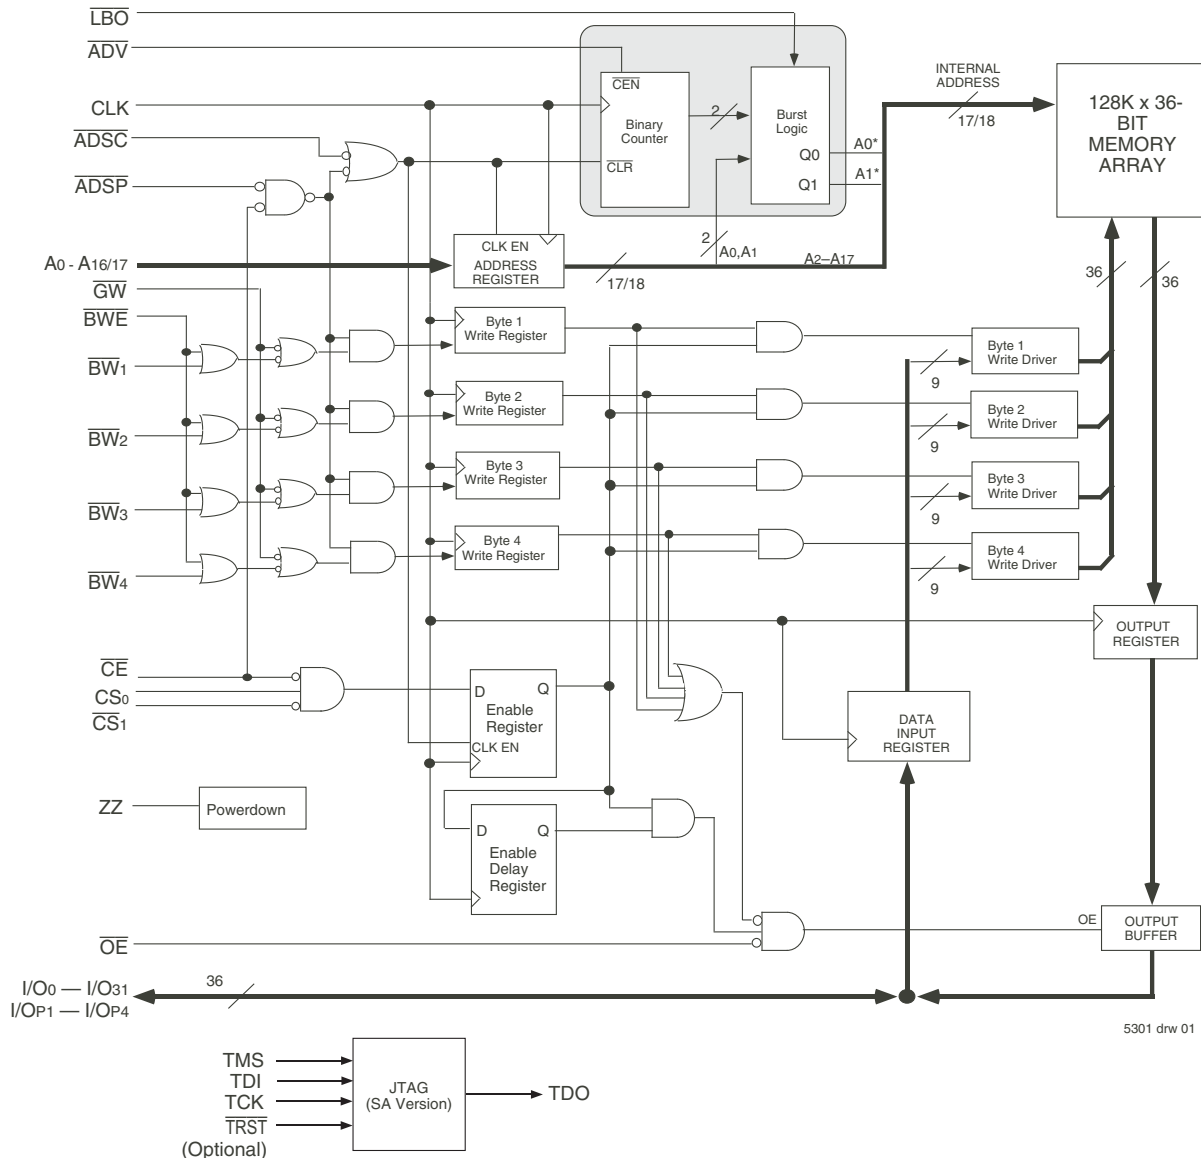 LBO
ADV
CLK
ADSC
ADSP
CEN
Binary
Counter
CLR
2
Burst
Logic
Q0
Q1
A0*
A1*
INTERNAL
ADDRESS
17/18
128K x 36-
BIT
MEMORY
ARRAY
A0 - A16/17
CLK EN
ADDRESS
REGISTER
17/18
2
A0,A1
A2–A17
36
36
GW
BWE
BW1
Byte 1
Write Register
Byte 1
Write Driver
9
BW2
Byte 2
Write Register
Byte 2
Write Driver
9
BW3
Byte 3
Write Register
Byte 3
Write Driver
9
BW4
Byte 4
Write Register
Byte 4
Write Driver
9
OUTPUT
REGISTER
CE
CS0
CS1
D
Q
Enable
Register
CLK EN
DATA
INPUT
REGISTER
ZZ
Powerdown
D
Q
Enable
Delay
Register
OE
OE
OUTPUT
BUFFER
I/O0 — I/O31
I/OP1 — I/OP4
36
5301 drw 01
TMS
TDI
TCK
TRST
(Optional)
JTAG
(SA Version)
TDO